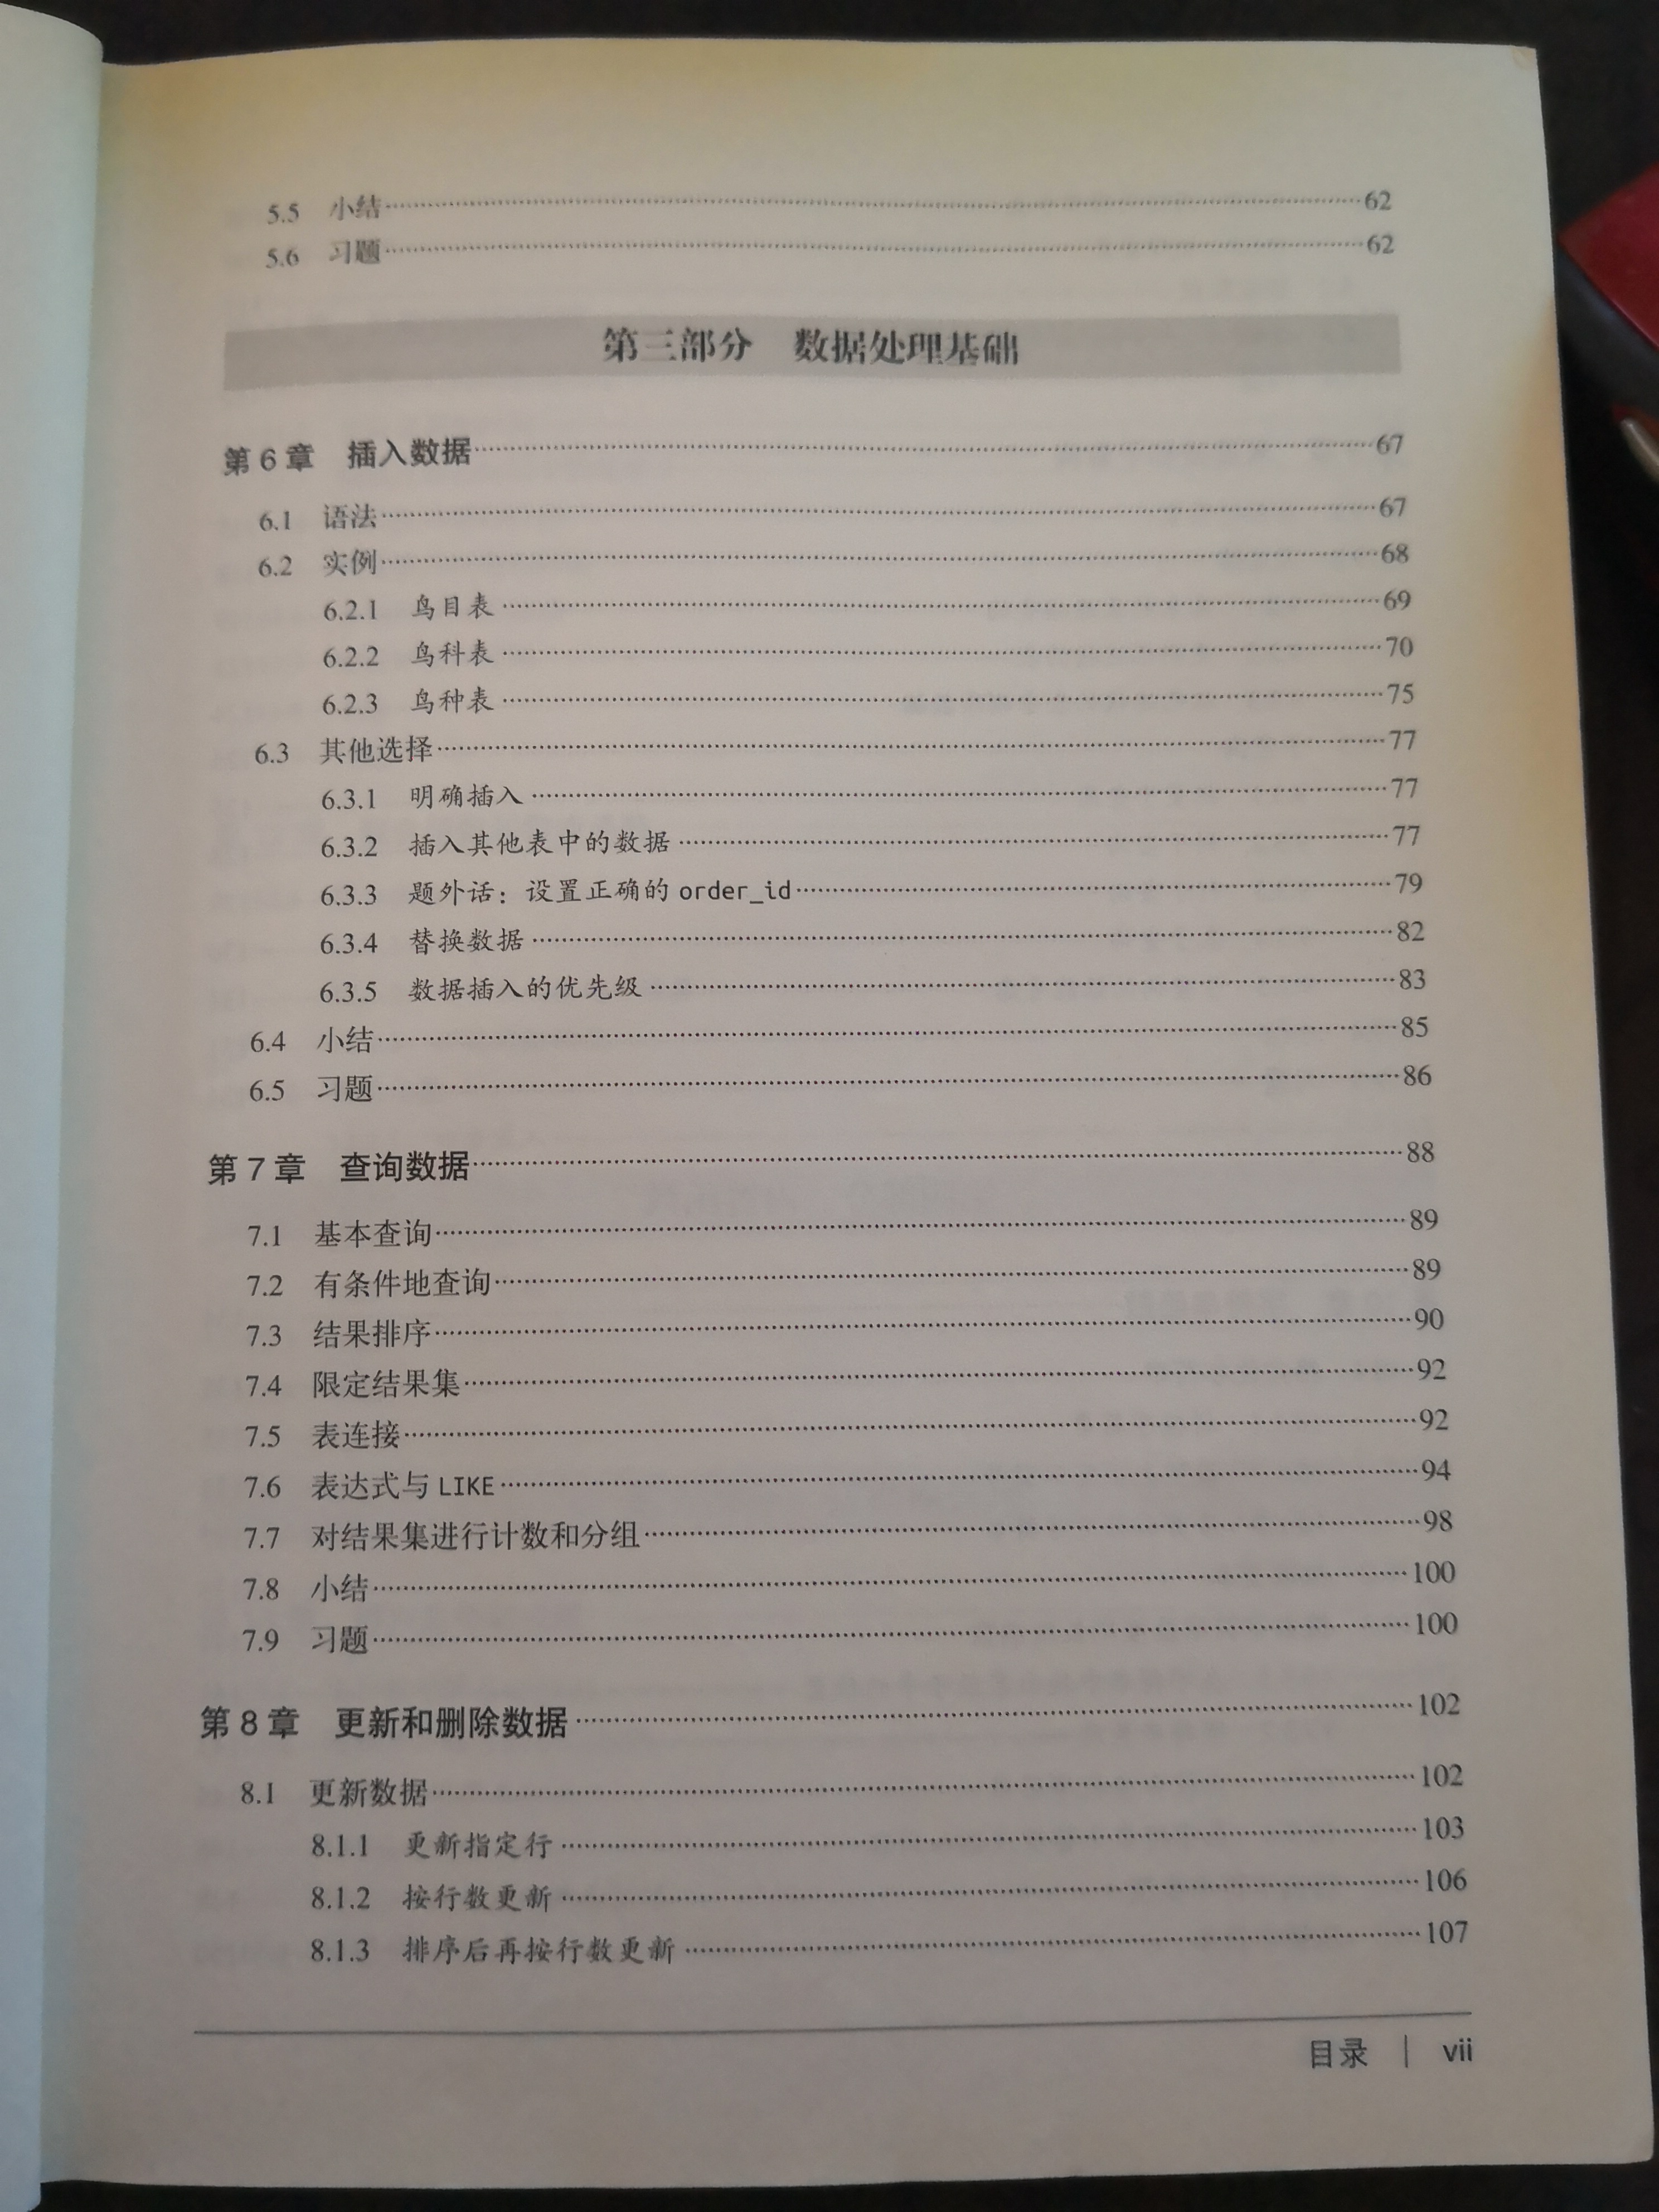 5.5 小结 62
5.6 习题 62
第三部分 数据处理基础
第 6 章 插入数据 67
6.1 语法 67
6.2 实例 68
6.2.1 鸟目表 69
6.2.2 鸟科表 70
6.2.3 鸟种表 75
6.3 其他选择 77
6.3.1 明确插入 77
6.3.2 插入其他表中的数据 77
6.3.3 题外话：设置正确的 order_id 79
6.3.4 替换数据 82
6.3.5 数据插入的优先级 83
6.4 小结 85
6.5 习题 86
第 7 章 查询数据 88
7.1 基本查询 89
7.2 有条件地查询 89
7.3 结果排序 90
7.4 限定结果集 92
7.5 表连接 92
7.6 表达式与 LIKE 94
7.7 对结果集进行计数和分组 98
7.8 小结 100
7.9 习题 100
第 8 章 更新和删除数据 102
8.1 更新数据 102
8.1.1 更新指定行 103
8.1.2 按行数更新 106
8.1.3 排序后再按行数更新 107
目录 | vii